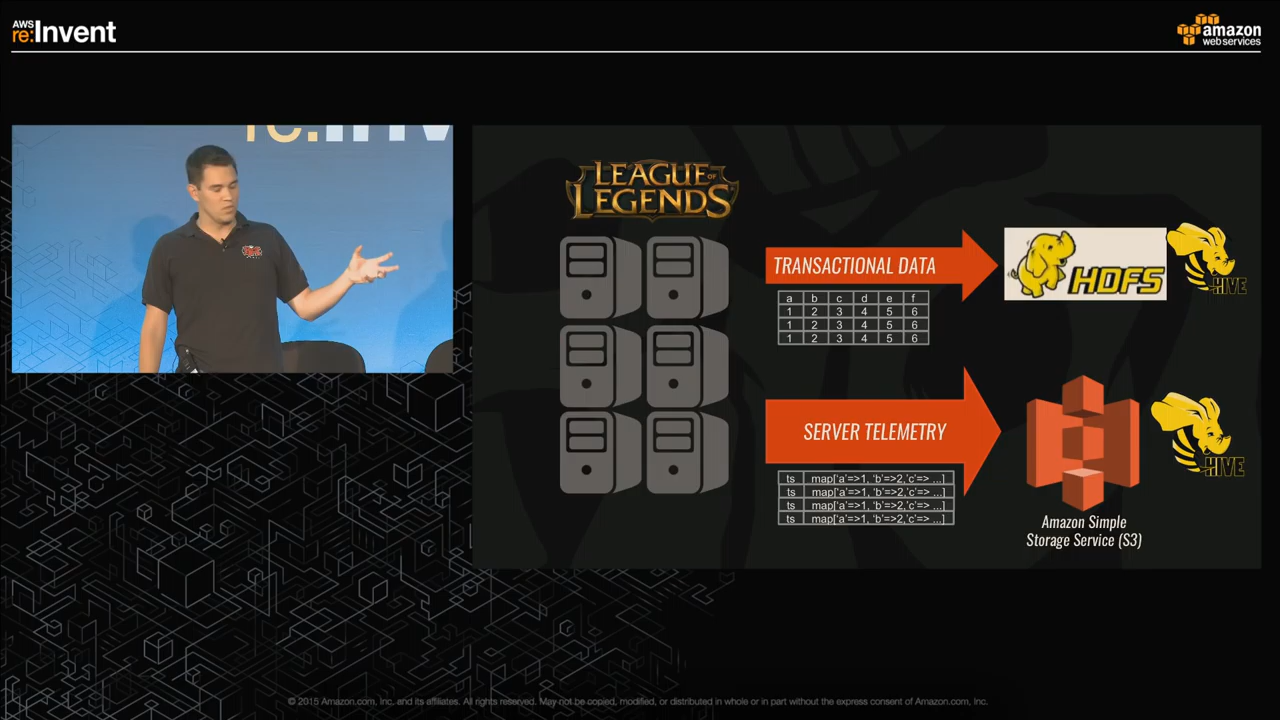 AWS
re:Invent
amazon
web services
re:Inv
LEAGUE OF
LEGENDS
TRANSACTIONAL DATA
a b c d e f
1 2 3 4 5 6
1 2 3 4 5 6
1 2 3 4 5 6
HDFS
HIVE
SERVER TELEMETRY
ts map['a'=>1, 'b'=>2,'c'=> ...]
ts map['a'=>1, 'b'=>2,'c'=> ...]
ts map['a'=>1, 'b'=>2,'c'=> ...]
ts map['a'=>1, 'b'=>2,'c'=> ...]
HIVE
Amazon Simple
Storage Service (S3)
© 2015 Amazon.com, Inc. and its affiliates. All rights reserved. May not be copied, modified, or distributed in whole or in part without the express consent of Amazon.com, Inc.